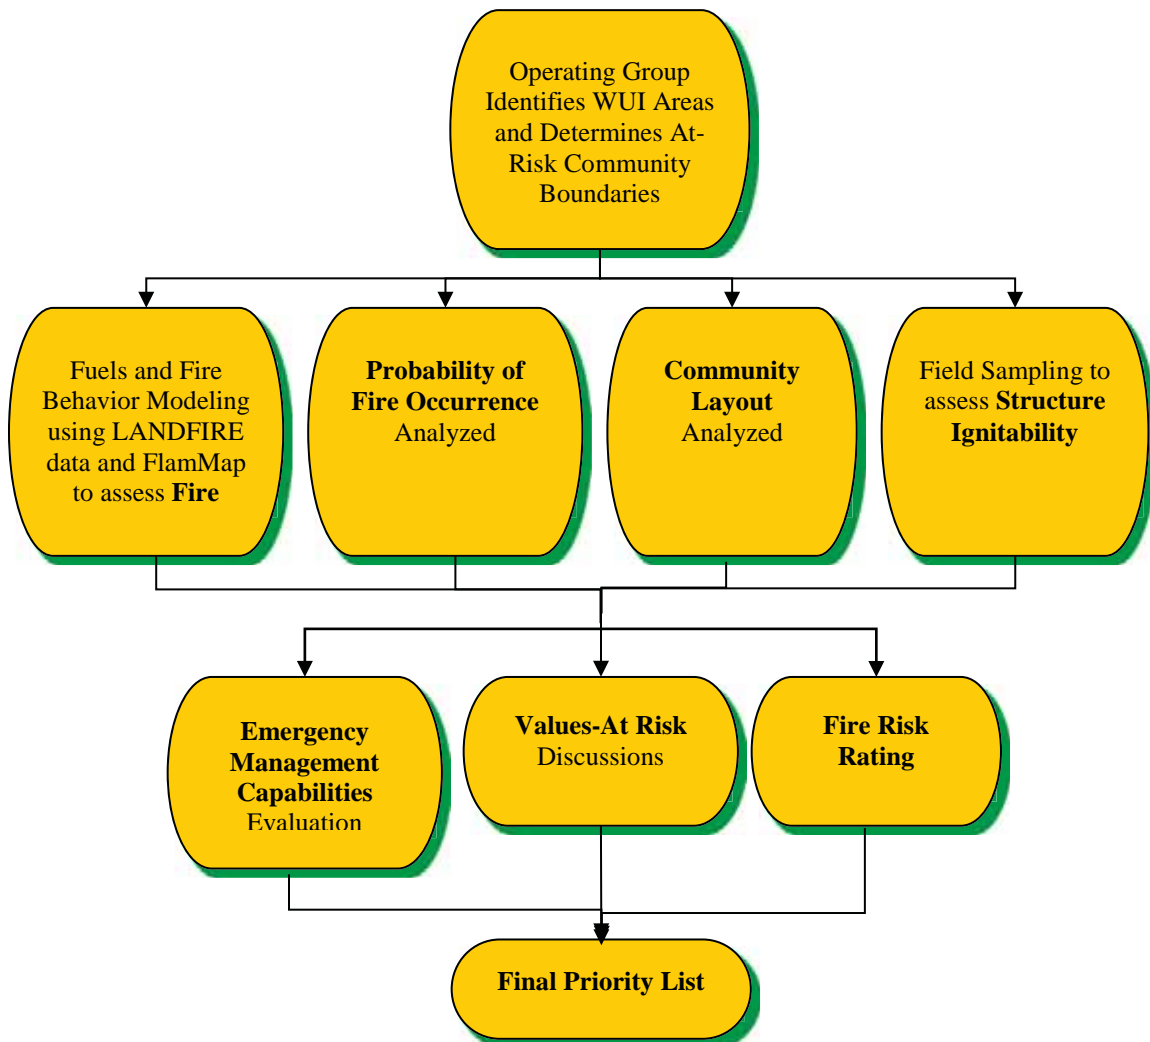 Operating Group
Identifies WUI Areas
and Determines At-
Risk Community
Boundaries
Fuels and Fire
Behavior Modeling
using LANDFIRE
data and FlamMap
to assess Fire
Probability of
Fire Occurrence
Analyzed
Community
Layout
Analyzed
Field Sampling to
assess Structure
Ignitability
Emergency
Management
Capabilities
Evaluation
Values-At Risk
Discussions
Fire Risk
Rating
Final Priority List